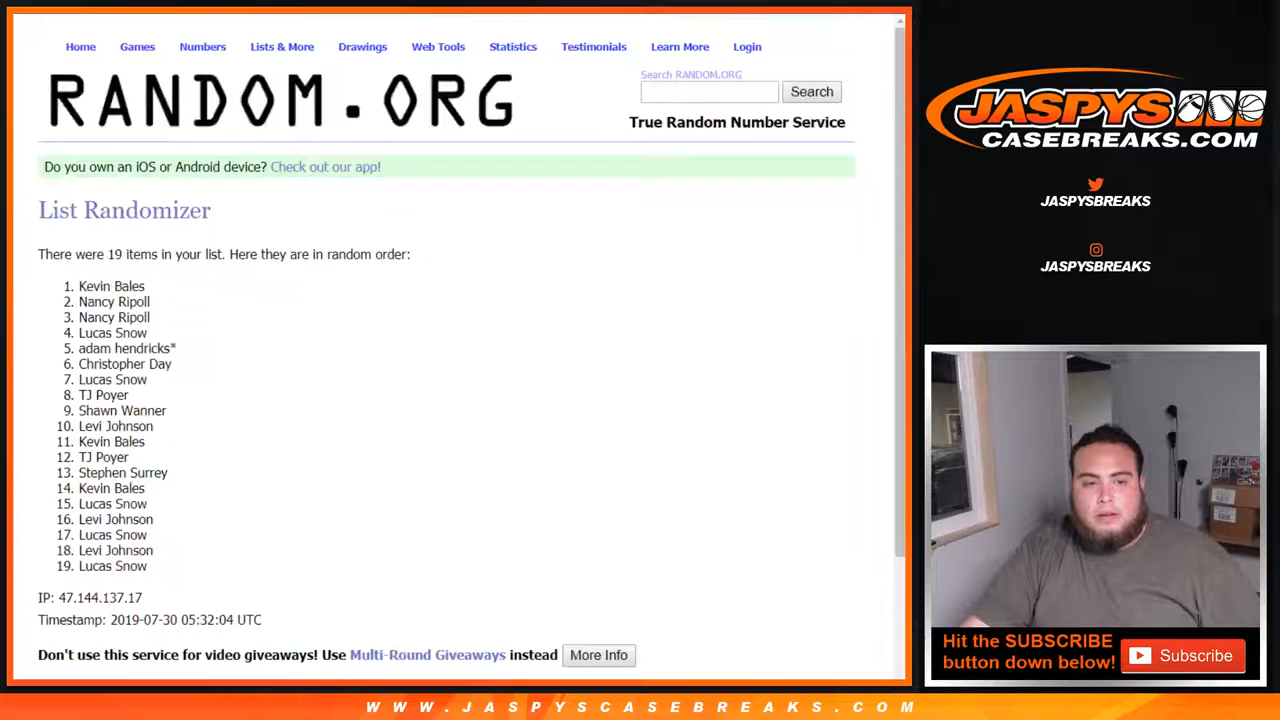 Home Games Numbers Lists & More Drawings Web Tools Statistics Testimonials Learn More Login
RANDOM.ORG
Search RANDOM.ORG
Search
True Random Number Service
Do you own an iOS or Android device? Check out our app!
List Randomizer
There were 19 items in your list. Here they are in random order:
1. Kevin Bales
2. Nancy Ripoll
3. Nancy Ripoll
4. Lucas Snow
5. adam hendricks*
6. Christopher Day
7. Lucas Snow
8. TJ Poyer
9. Shawn Wanner
10. Levi Johnson
11. Kevin Bales
12. TJ Poyer
13. Stephen Surrey
14. Kevin Bales
15. Lucas Snow
16. Levi Johnson
17. Lucas Snow
18. Levi Johnson
19. Lucas Snow
IP: 47.144.137.17
Timestamp: 2019-07-30 05:32:04 UTC
Don't use this service for video giveaways! Use Multi-Round Giveaways instead
More Info
JASPYS
CASEBREAKS.COM
JASPYSBREAKS
JASPYSBREAKS
Hit the SUBSCRIBE
button down below!
Subscribe
WWW.JASPYSCASEBREAKS.COM